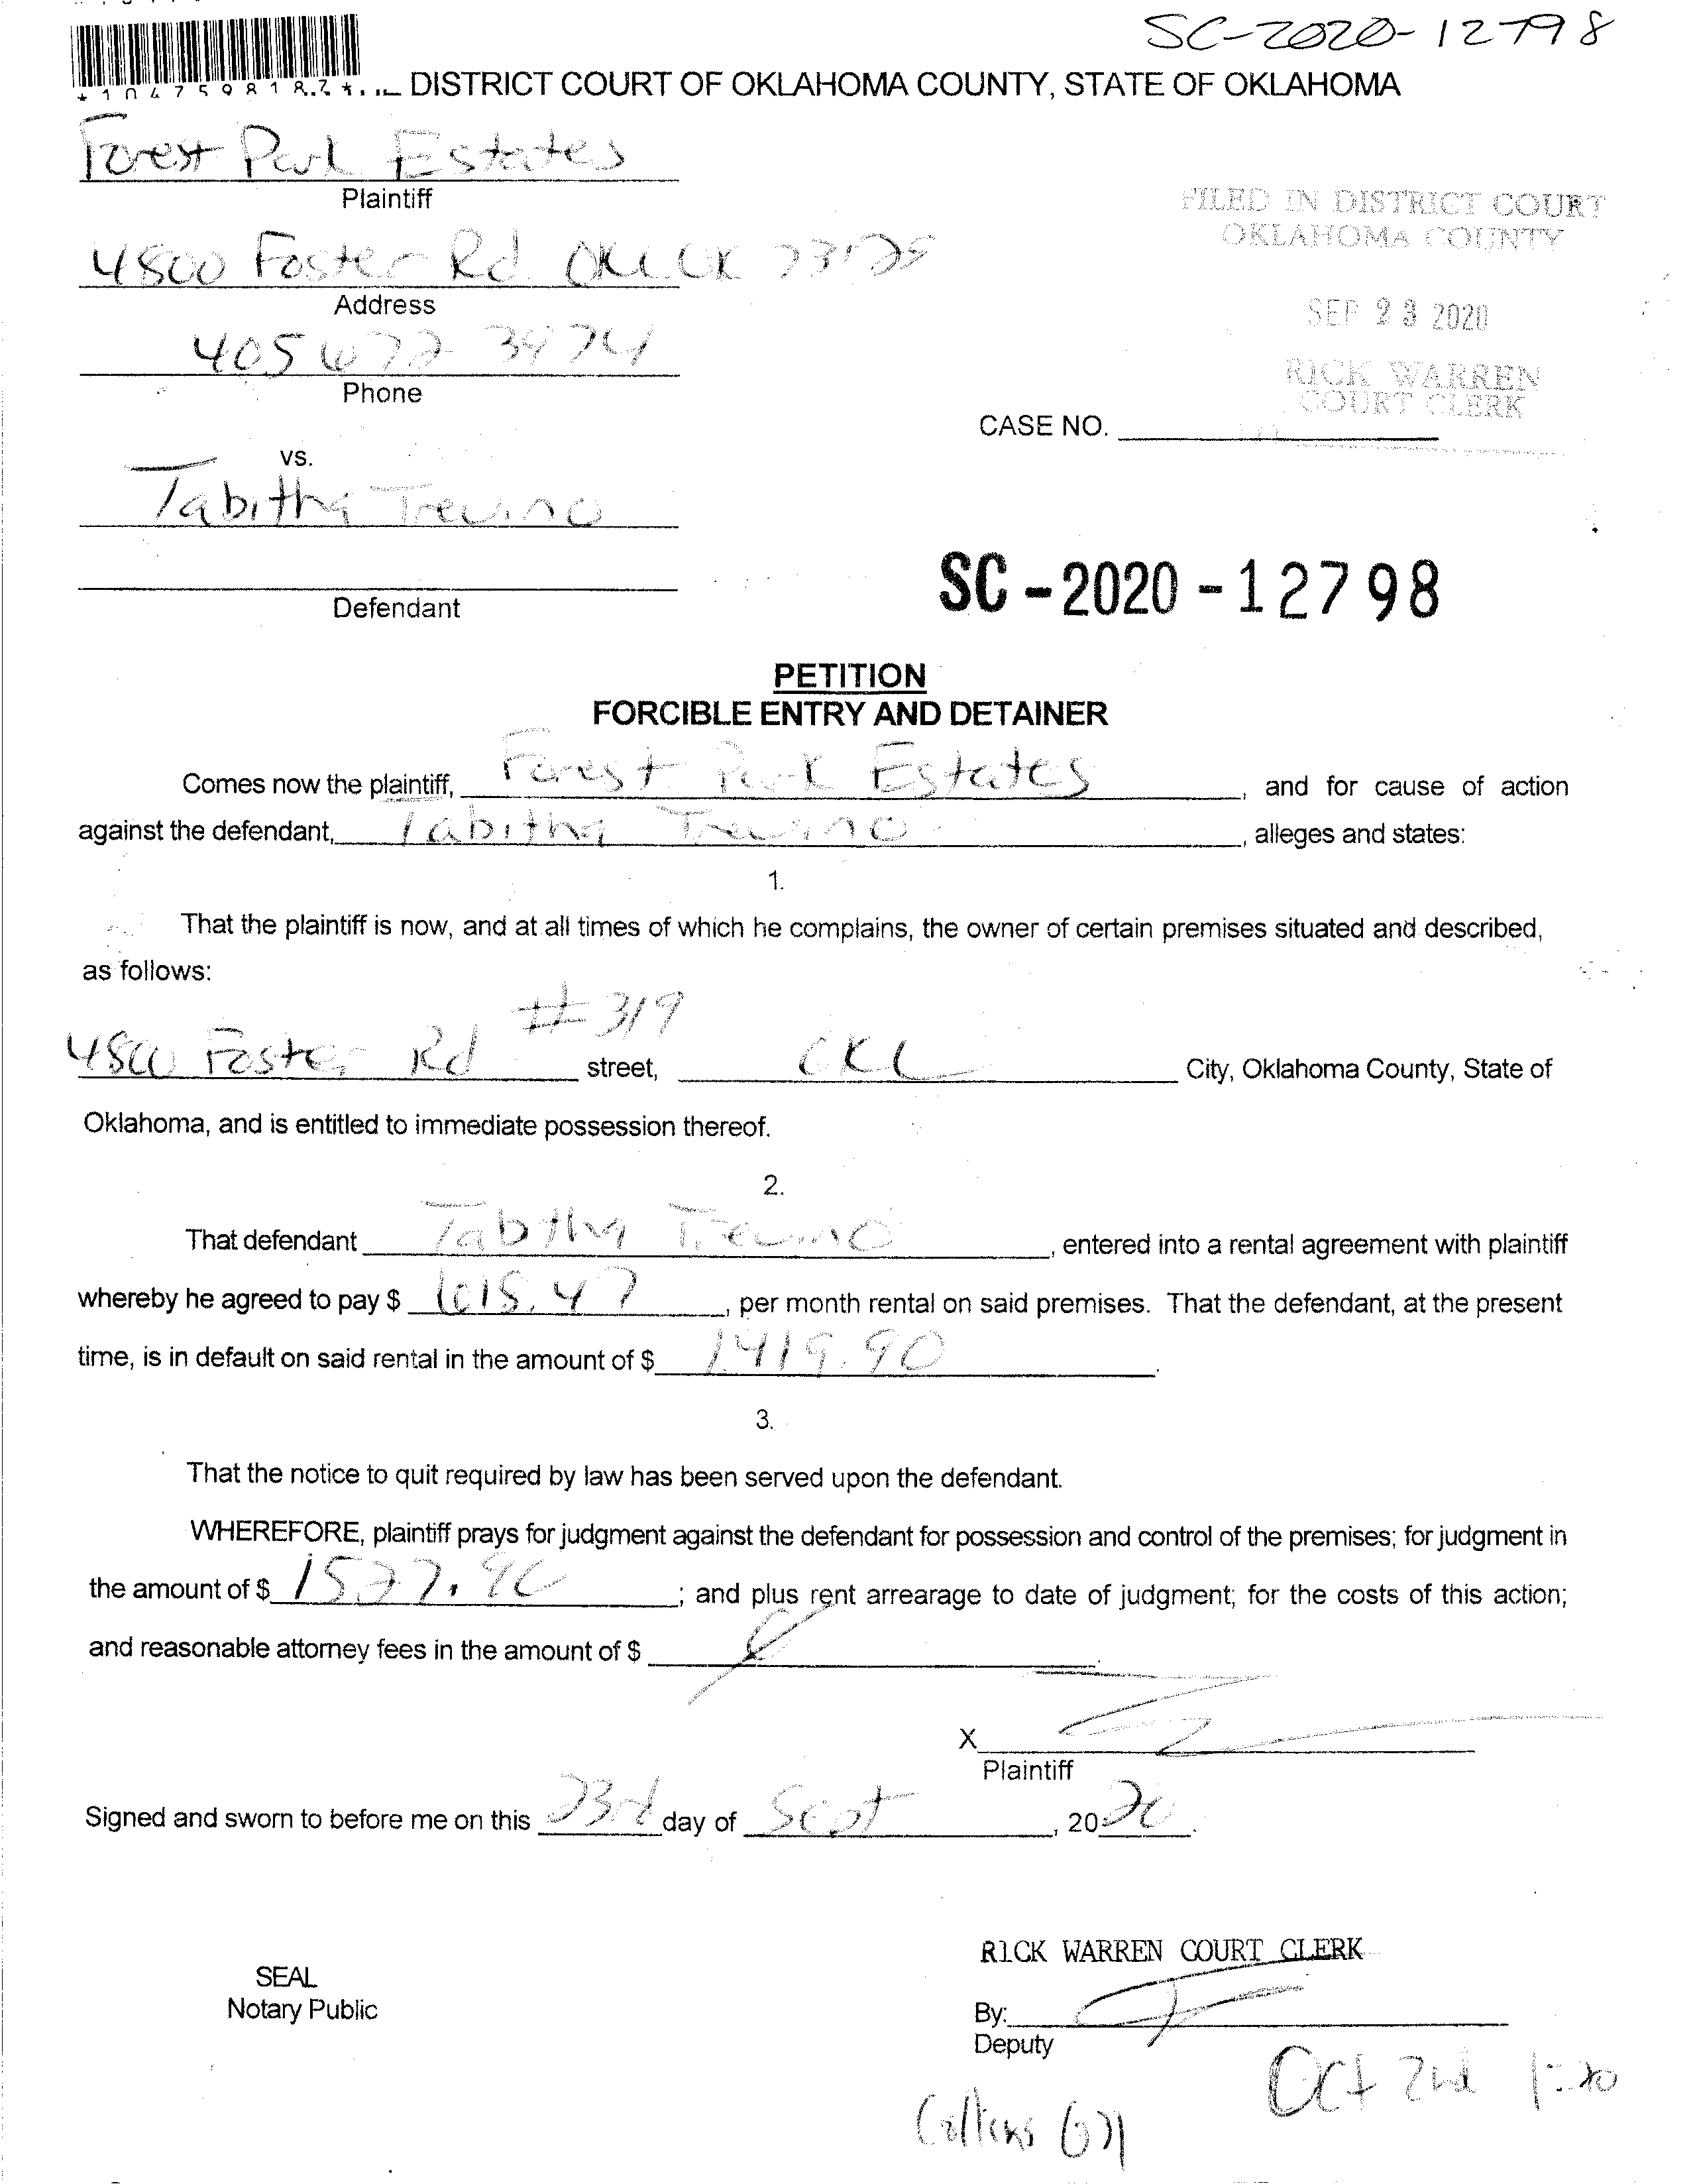 SC-2020-12798
*1047598187*
DISTRICT COURT OF OKLAHOMA COUNTY, STATE OF OKLAHOMA
Forest Park Estates
Plaintiff
FILED IN DISTRICT COURT
OKLAHOMA COUNTY
4800 Foster Rd OKC OK 73129
Address
SEP 23 2020
405 672 3974
Phone
RICK WARREN
COURT CLERK
CASE NO.
vs.
Tabitha Trevino
Defendant
SC-2020-12798
PETITION
FORCIBLE ENTRY AND DETAINER
Comes now the plaintiff, Forest Park Estates, and for cause of action
against the defendant, Tabitha Trevino, alleges and states:
1.
That the plaintiff is now, and at all times of which he complains, the owner of certain premises situated and described,
as follows:
#319
4800 Foster Rd street, OKC City, Oklahoma County, State of
Oklahoma, and is entitled to immediate possession thereof.
2.
That defendant Tabitha Trevino, entered into a rental agreement with plaintiff
whereby he agreed to pay $ , per month rental on said premises. That the defendant, at the present
time, is in default on said rental in the amount of $ 1419.90.
3.
That the notice to quit required by law has been served upon the defendant.
WHEREFORE, plaintiff prays for judgment against the defendant for possession and control of the premises; for judgment in
the amount of $ 1577.90; and plus rent arrearage to date of judgment; for the costs of this action;
and reasonable attorney fees in the amount of $ .
X
Plaintiff
Signed and sworn to before me on this 23rd day of Sept, 2020.
RICK WARREN COURT CLERK
SEAL
Notary Public
By:
Deputy
Oct 2nd
Collins